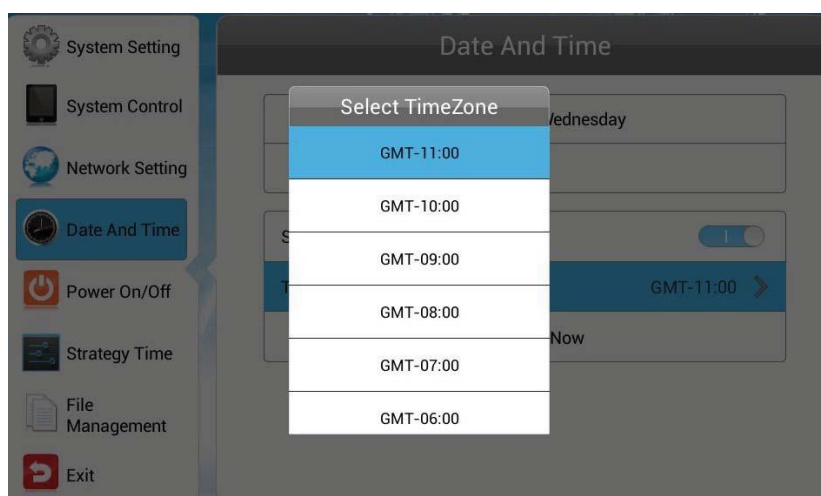 System Setting
System Control
Network Setting
Date And Time
Power On/Off
Strategy Time
File
Management
Exit
Date And Time
Select TimeZone
GMT-11:00
GMT-10:00
GMT-09:00
GMT-08:00
GMT-07:00
GMT-06:00
GMT-11:00
Now